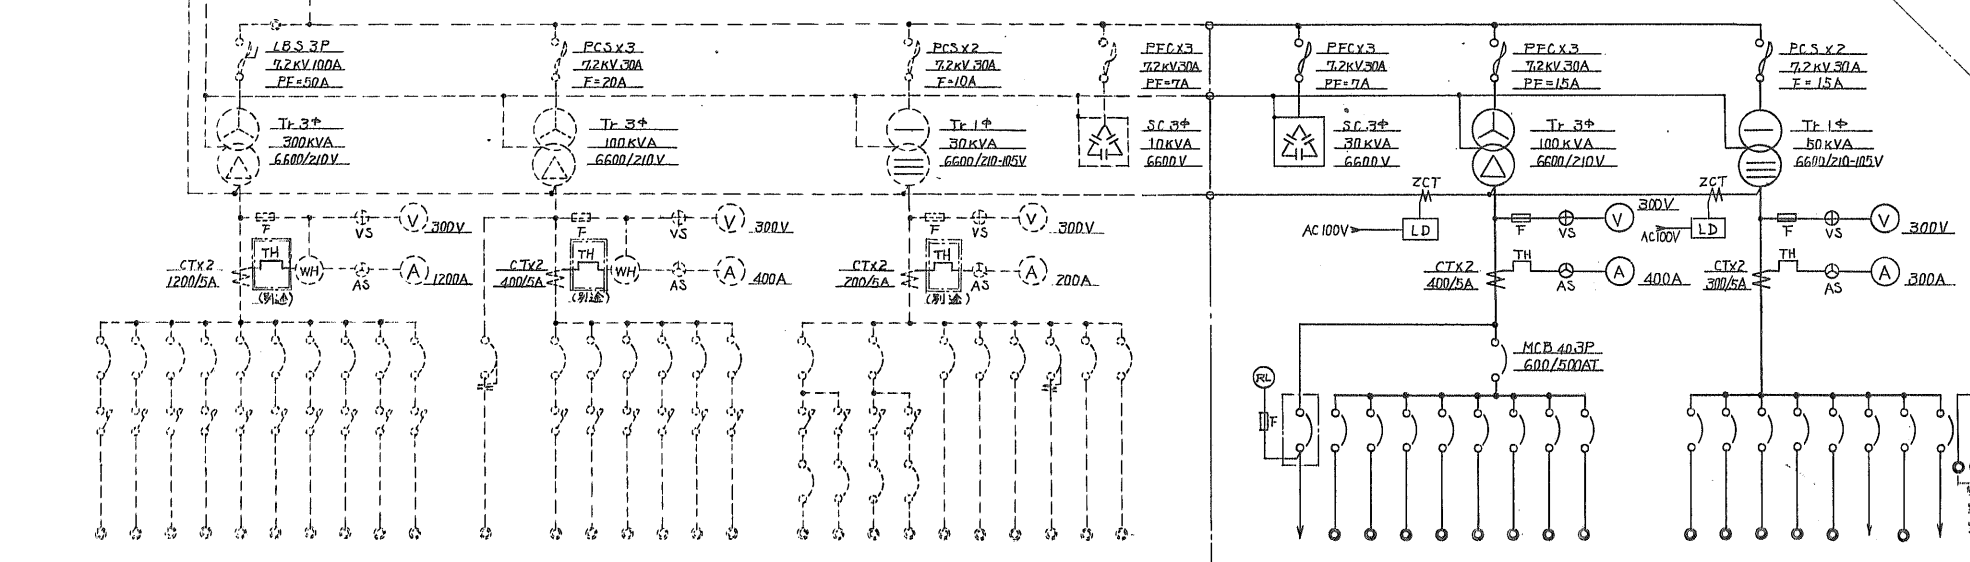 LBS 3P
7.2KV 100A
PF=50A
PCS×3
7.2KV 30A
F=20A
PCS×2
7.2KV 30A
F=10A
PFC×3
7.2KV 30A
PF=7A
PFC×3
7.2KV 30A
PF=7A
PFC×3
7.2KV 30A
PF=15A
PCS×2
7.2KV 30A
F=15A
Tr 3Φ
300KVA
6600/210V
Tr 3Φ
100KVA
6600/210V
Tr 1Φ
30KVA
6600/210-105V
SC 3Φ
10KVA
6600V
SC 3Φ
30KVA
6600V
Tr 3Φ
100KVA
6600/210V
Tr 1Φ
50KVA
6600/210-105V
ZCT
ZCT
F
VS
V
300V
F
VS
V
300V
F
VS
V
300V
AC100V
LD
F
VS
V
300V
AC100V
LD
F
VS
V
300V
CT×2
1200/5A
TH
(別途)
WH
AS
A
1200A
CT×2
400/5A
TH
(別途)
WH
AS
A
400A
CT×2
200/5A
TH
(別途)
AS
A
200A
CT×2
400/5A
TH
AS
A
400A
CT×2
300/5A
TH
AS
A
300A
MCB 40 3P
600/500AT
RL
F